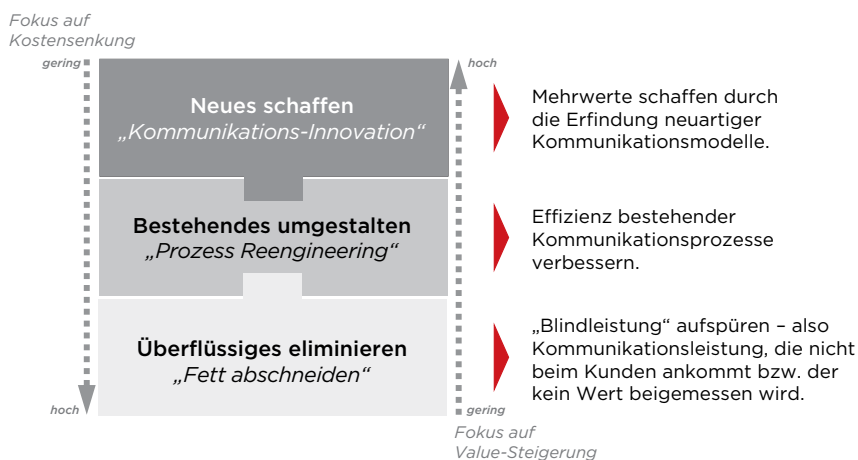 Fokus auf
Kostensenkung
gering
hoch
Neues schaffen
„Kommunikations-Innovation“
Mehrwerte schaffen durch
die Erfindung neuartiger
Kommunikationsmodelle.
Bestehendes umgestalten
„Prozess Reengineering“
Effizienz bestehender
Kommunikationsprozesse
verbessern.
Überflüssiges eliminieren
„Fett abschneiden“
„Blindleistung“ aufspüren – also
Kommunikationsleistung, die nicht
beim Kunden ankommt bzw. der
kein Wert beigemessen wird.
hoch
gering
Fokus auf
Value-Steigerung